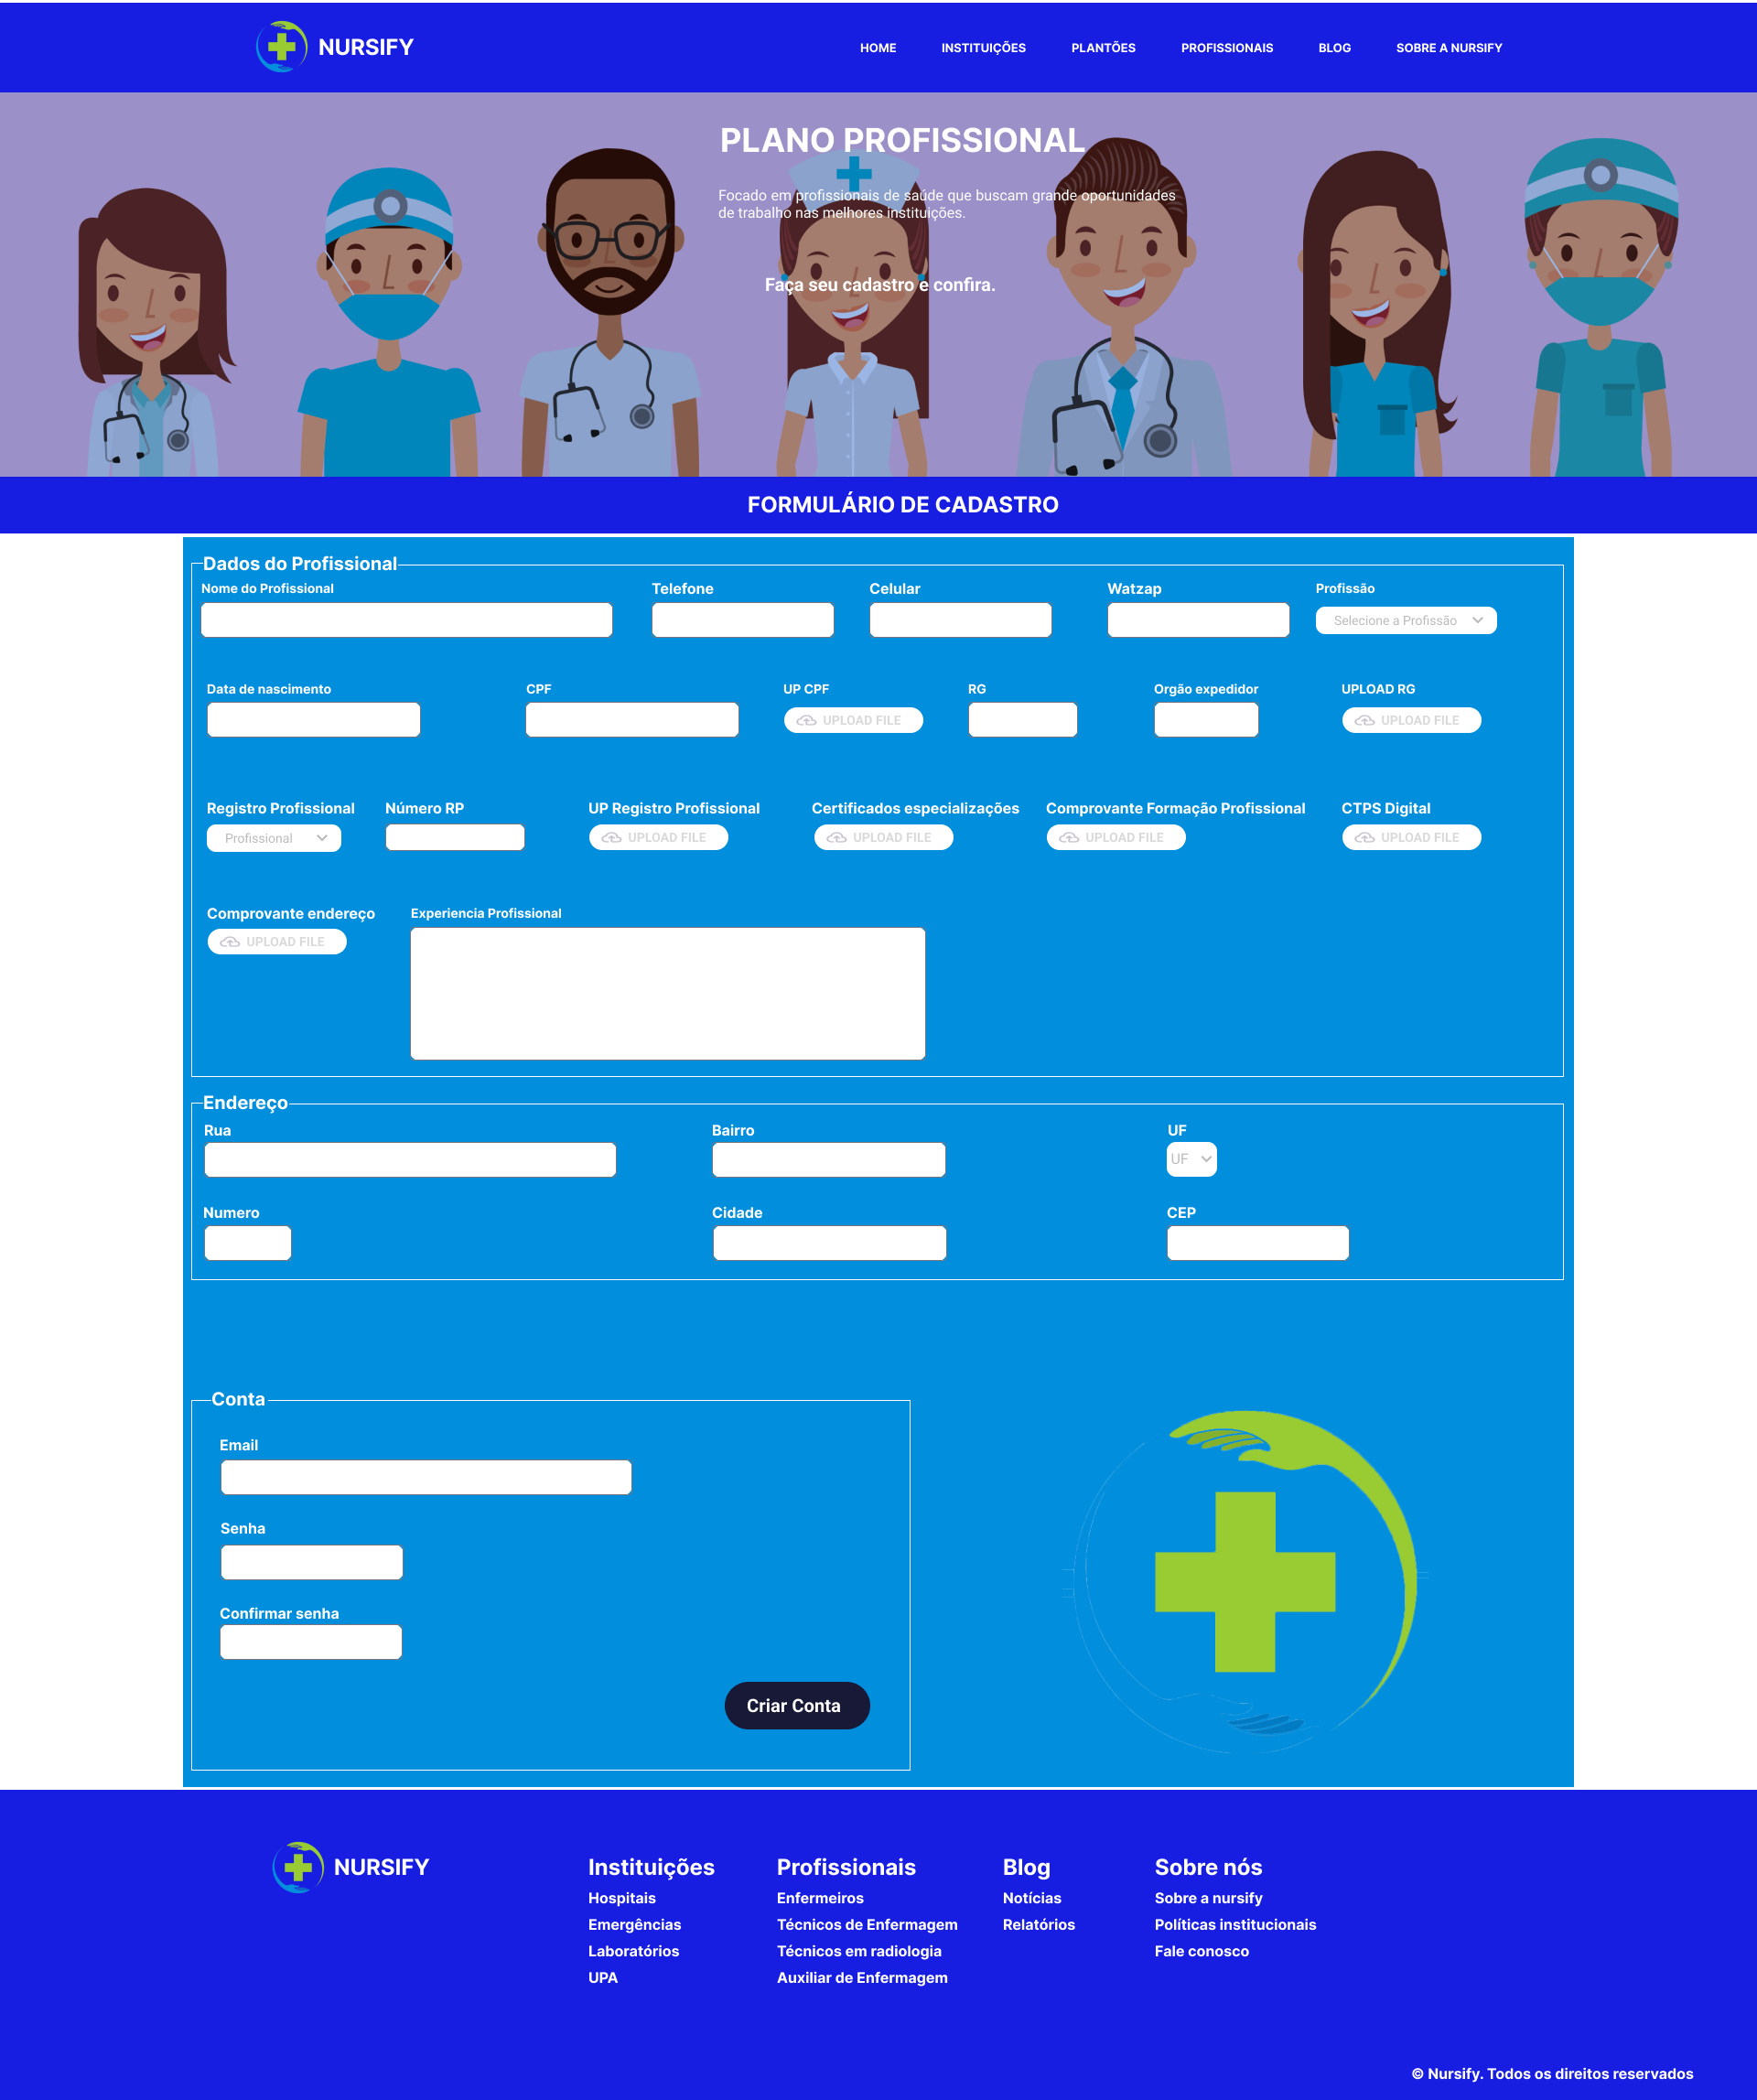 NURSIFY
HOME INSTITUIÇÕES PLANTÕES PROFISSIONAIS BLOG SOBRE A NURSIFY
PLANO PROFISSIONAL
Focado em profissionais de saúde que buscam grande oportunidades
de trabalho nas melhores instituições.
Faça seu cadastro e confira.
FORMULÁRIO DE CADASTRO
Dados do Profissional
Nome do Profissional Telefone Celular Watzap Profissão
Selecione a Profissão
Data de nascimento CPF UP CPF RG Orgão expedidor UPLOAD RG
UPLOAD FILE UPLOAD FILE
Registro Profissional Número RP UP Registro Profissional Certificados especializações Comprovante Formação Profissional CTPS Digital
Profissional UPLOAD FILE UPLOAD FILE UPLOAD FILE UPLOAD FILE
Comprovante endereço Experiencia Profissional
UPLOAD FILE
Endereço
Rua Bairro UF
UF
Numero Cidade CEP
Conta
Email
Senha
Confirmar senha
Criar Conta
NURSIFY
Instituições
Hospitais
Emergências
Laboratórios
UPA
Profissionais
Enfermeiros
Técnicos de Enfermagem
Técnicos em radiologia
Auxiliar de Enfermagem
Blog
Notícias
Relatórios
Sobre nós
Sobre a nursify
Políticas institucionais
Fale conosco
© Nursify. Todos os direitos reservados